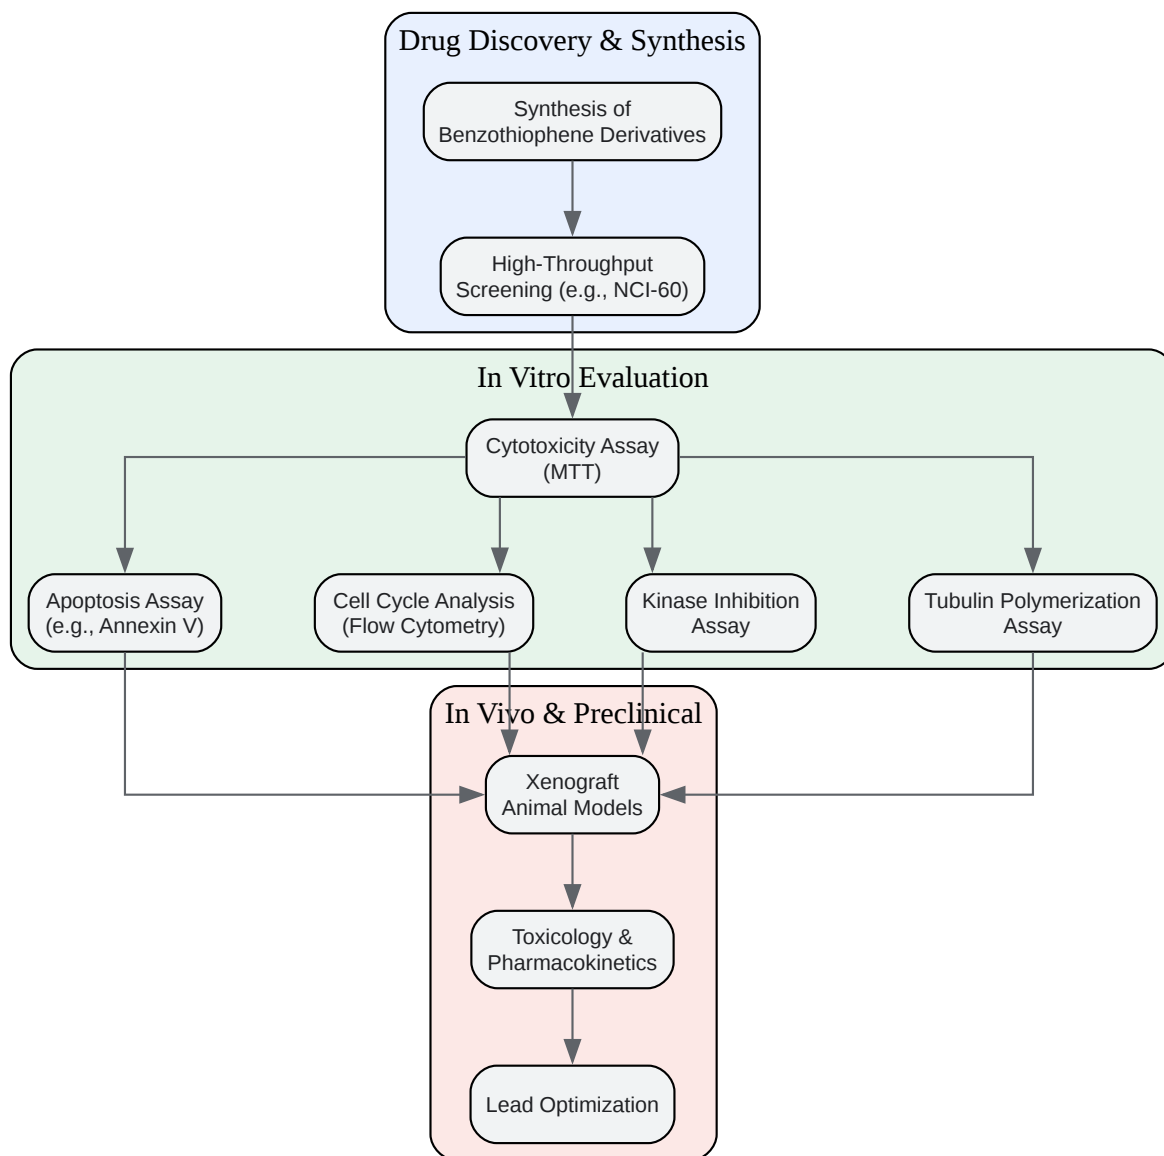 Drug Discovery & Synthesis
Synthesis of
Benzothiophene Derivatives
High-Throughput
Screening (e.g., NCI-60)
In Vitro Evaluation
Cytotoxicity Assay
(MTT)
Apoptosis Assay
(e.g., Annexin V)
Cell Cycle Analysis
(Flow Cytometry)
Kinase Inhibition
Assay
Tubulin Polymerization
Assay
In Vivo & Preclinical
Xenograft
Animal Models
Toxicology &
Pharmacokinetics
Lead Optimization